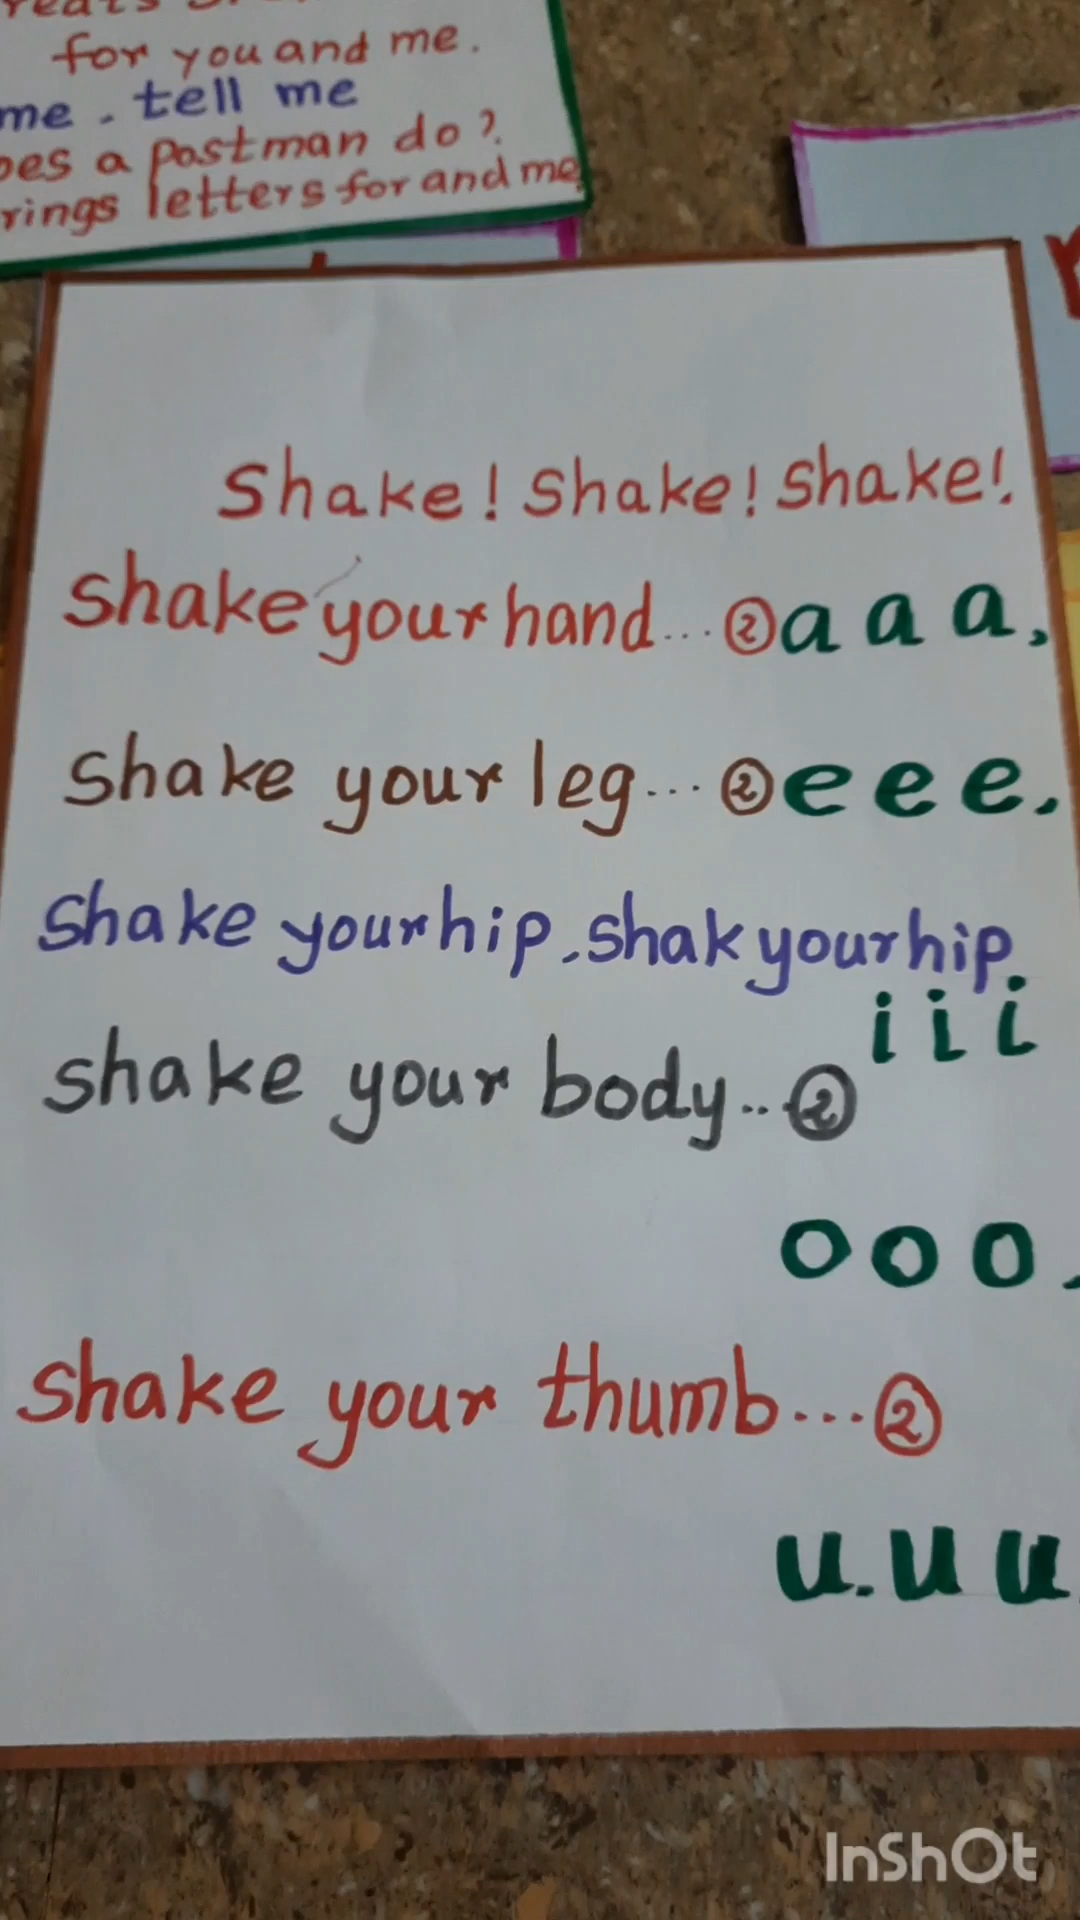 for you and me.
me. tell me
a postman do?
letters for and me.
Shake! Shake! Shake!.
Shake your hand... ② a a a,
Shake your leg... ② e e e.
Shake your hip, shak your hip.
i i i
shake your body.. ②
o o o.
Shake your thumb... ②
u. u u.
InShOt